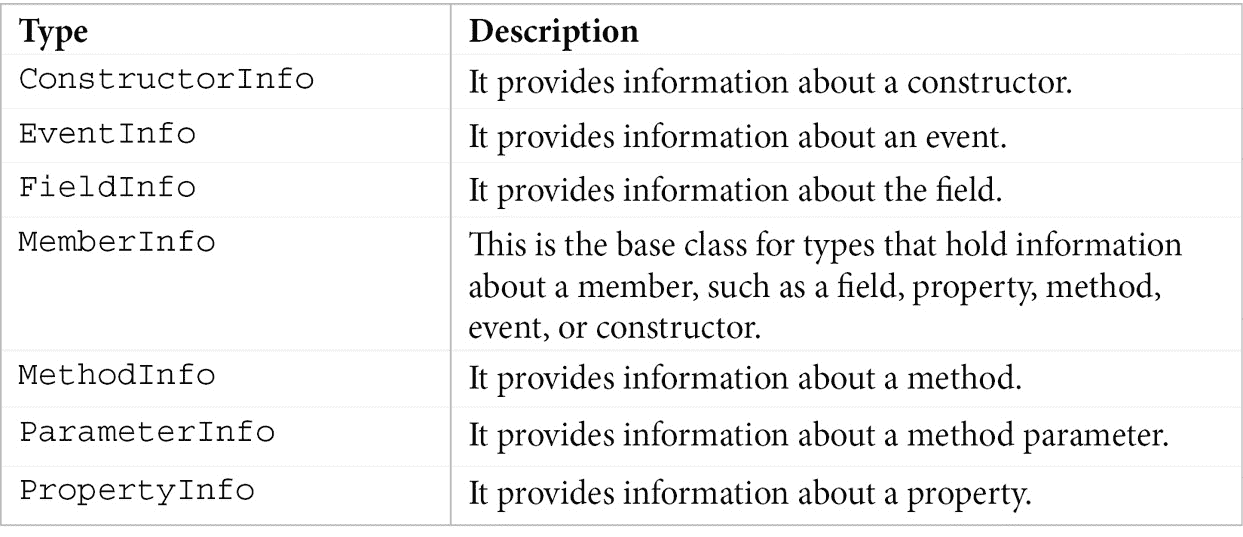 Type Description
ConstructorInfo It provides information about a constructor.
EventInfo It provides information about an event.
FieldInfo It provides information about the field.
MemberInfo This is the base class for types that hold information
about a member, such as a field, property, method,
event, or constructor.
MethodInfo It provides information about a method.
ParameterInfo It provides information about a method parameter.
PropertyInfo It provides information about a property.